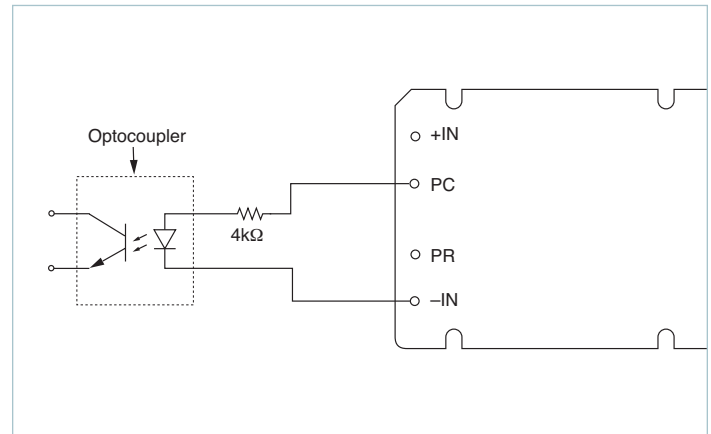 Optocoupler
4kΩ
+IN
PC
PR
–IN